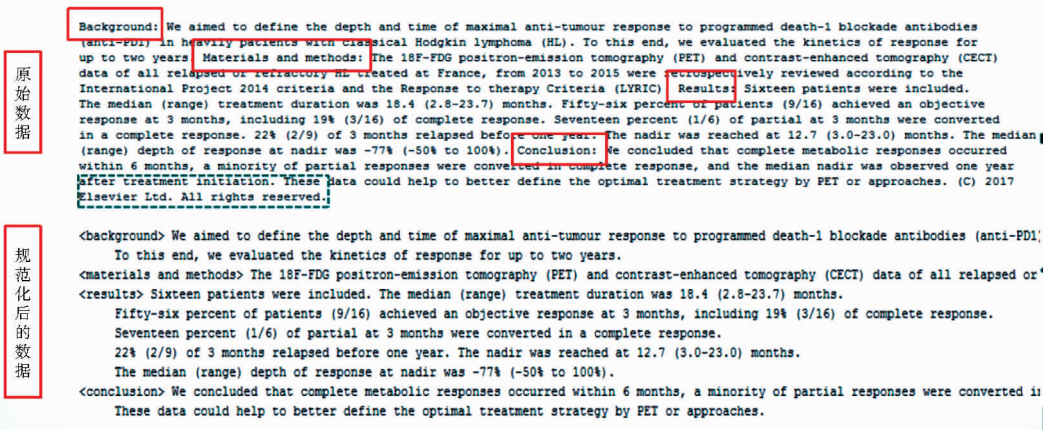 原始数据
Background: We aimed to define the depth and time of maximal anti-tumour response to programmed death-1 blockade antibodies
(anti-PD1) in heavily patients with classical Hodgkin lymphoma (HL). To this end, we evaluated the kinetics of response for
up to two years. Materials and methods: The 18F-FDG positron-emission tomography (PET) and contrast-enhanced tomography (CECT)
data of all relapsed or refractory HL treated at France, from 2013 to 2015 were retrospectively reviewed according to the
International Project 2014 criteria and the Response to therapy Criteria (LYRIC) Results: Sixteen patients were included.
The median (range) treatment duration was 18.4 (2.8-23.7) months. Fifty-six percent of patients (9/16) achieved an objective
response at 3 months, including 19% (3/16) of complete response. Seventeen percent (1/6) of partial at 3 months were converted
in a complete response. 22% (2/9) of 3 months relapsed before one year. The nadir was reached at 12.7 (3.0-23.0) months. The median
(range) depth of response at nadir was -77% (-50% to 100%). Conclusion: We concluded that complete metabolic responses occurred
within 6 months, a minority of partial responses were converted in complete response, and the median nadir was observed one year
after treatment initiation. These data could help to better define the optimal treatment strategy by PET or approaches. (C) 2017
Elsevier Ltd. All rights reserved.
规范化后的数据
<background> We aimed to define the depth and time of maximal anti-tumour response to programmed death-1 blockade antibodies (anti-PD1)
To this end, we evaluated the kinetics of response for up to two years.
<materials and methods> The 18F-FDG positron-emission tomography (PET) and contrast-enhanced tomography (CECT) data of all relapsed or
<results> Sixteen patients were included. The median (range) treatment duration was 18.4 (2.8-23.7) months.
Fifty-six percent of patients (9/16) achieved an objective response at 3 months, including 19% (3/16) of complete response.
Seventeen percent (1/6) of partial at 3 months were converted in a complete response.
22% (2/9) of 3 months relapsed before one year. The nadir was reached at 12.7 (3.0-23.0) months.
The median (range) depth of response at nadir was -77% (-50% to 100%).
<conclusion> We concluded that complete metabolic responses occurred within 6 months, a minority of partial responses were converted in
These data could help to better define the optimal treatment strategy by PET or approaches.